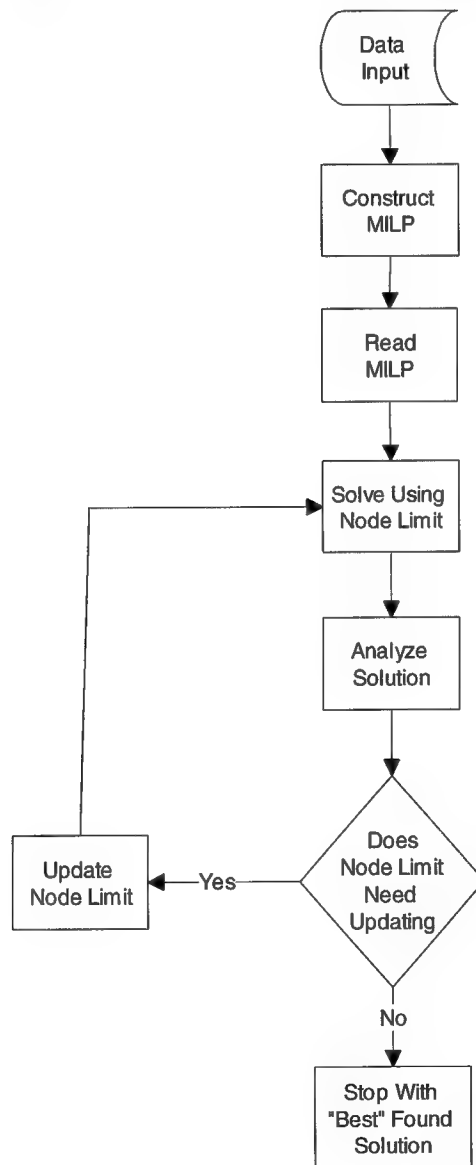 Data
Input
Construct
MILP
Read
MILP
Solve Using
Node Limit
Analyze
Solution
Does
Node Limit
Need
Updating
Yes
Update
Node Limit
No
Stop With
"Best" Found
Solution